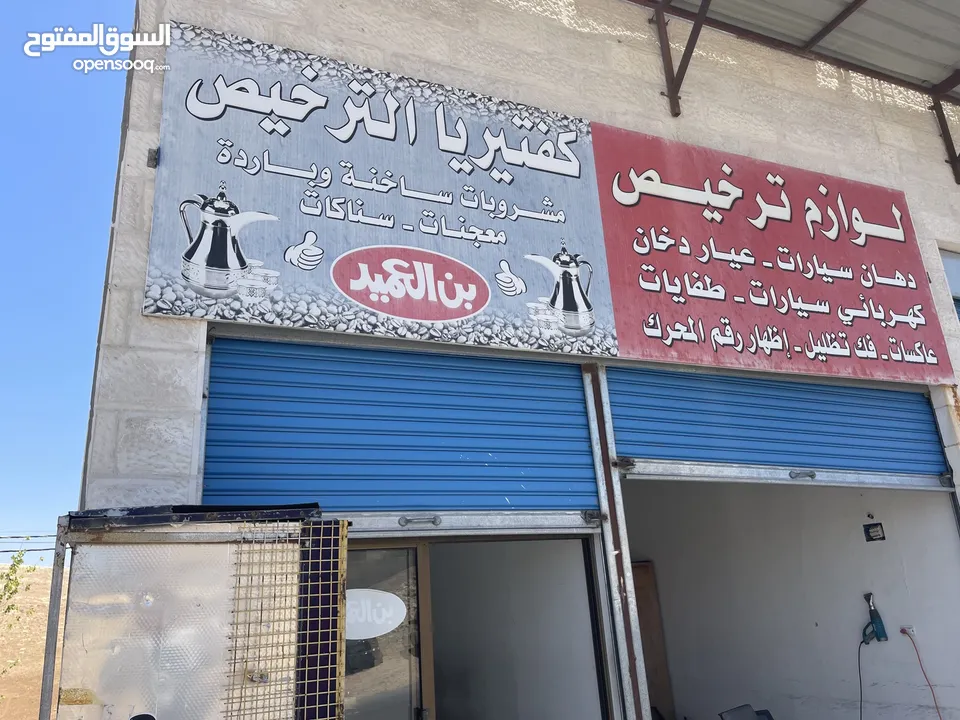 السوق المفتوح
opensooq.com
كفتيريا الترخيص
مشروبات ساخنة وباردة
معجنات - سناكات
بن العميد
لوازم ترخيص
دهان سيارات - عيار دخان
كهربائي سيارات - طفايات
عاكسات - فك تظليل - إظهار رقم المحرك
بن العميد